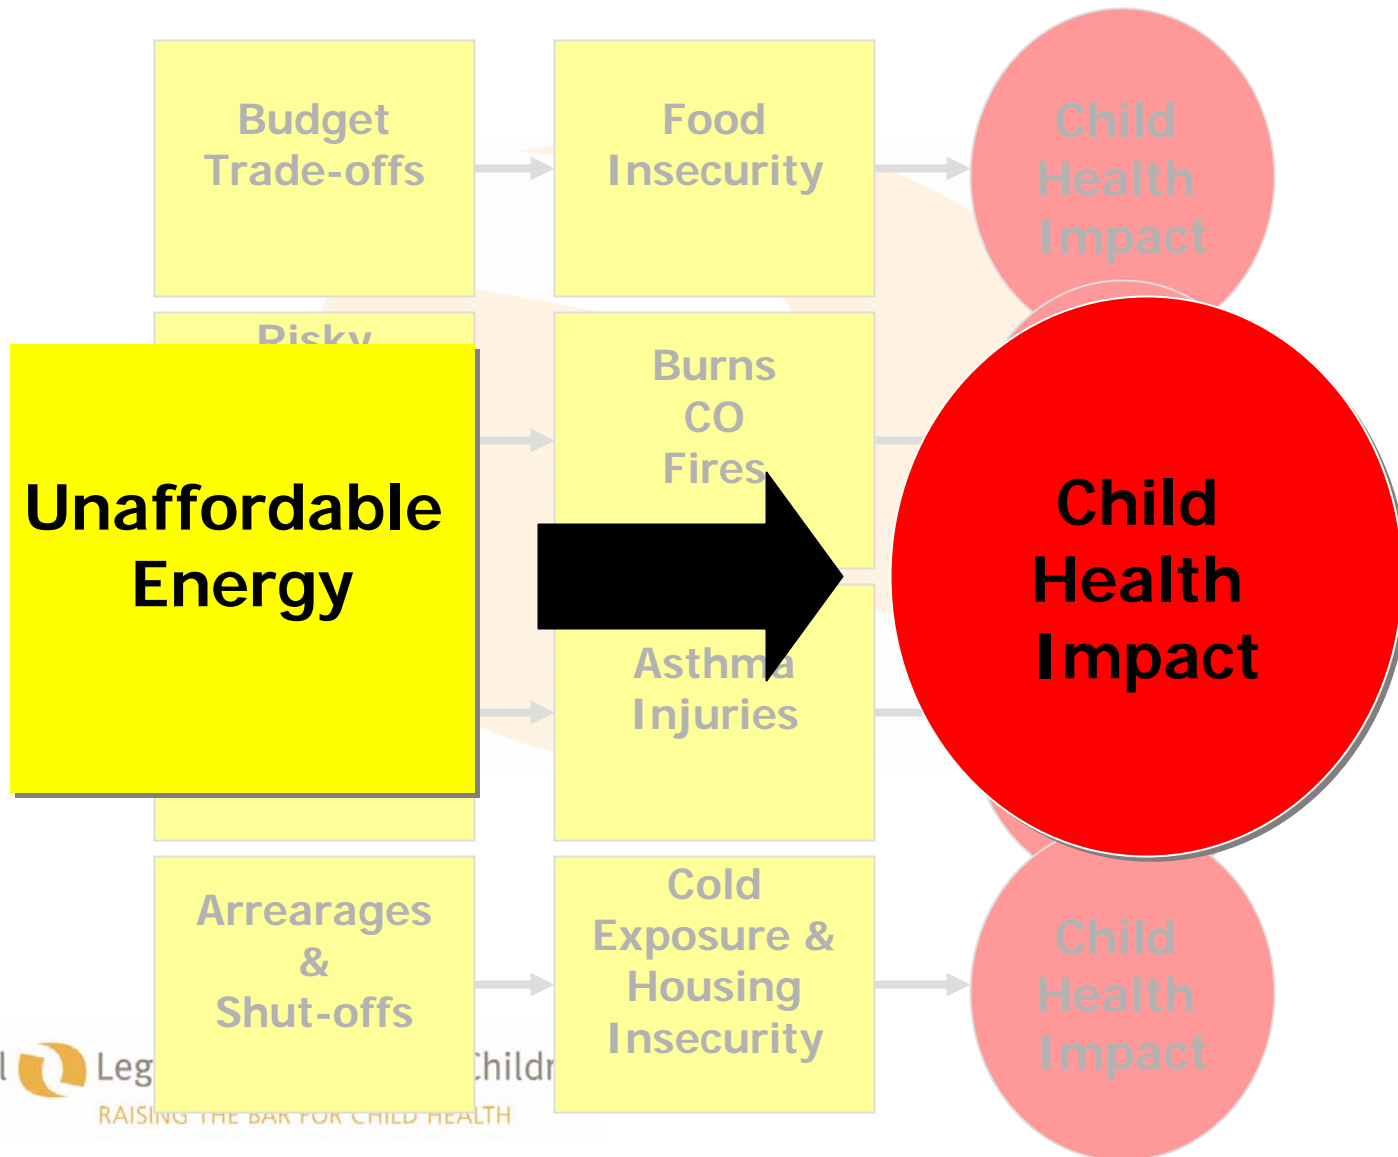 Budget
Trade-offs
Food
Insecurity
Child
Health
Impact
Risky
Burns
CO
Fires
Unaffordable
Energy
Child
Health
Impact
Asthma
Injuries
Arrearages
&
Shut-offs
Cold
Exposure &
Housing
Insecurity
Child
Health
Impact
RAISING THE BAR FOR CHILD HEALTH